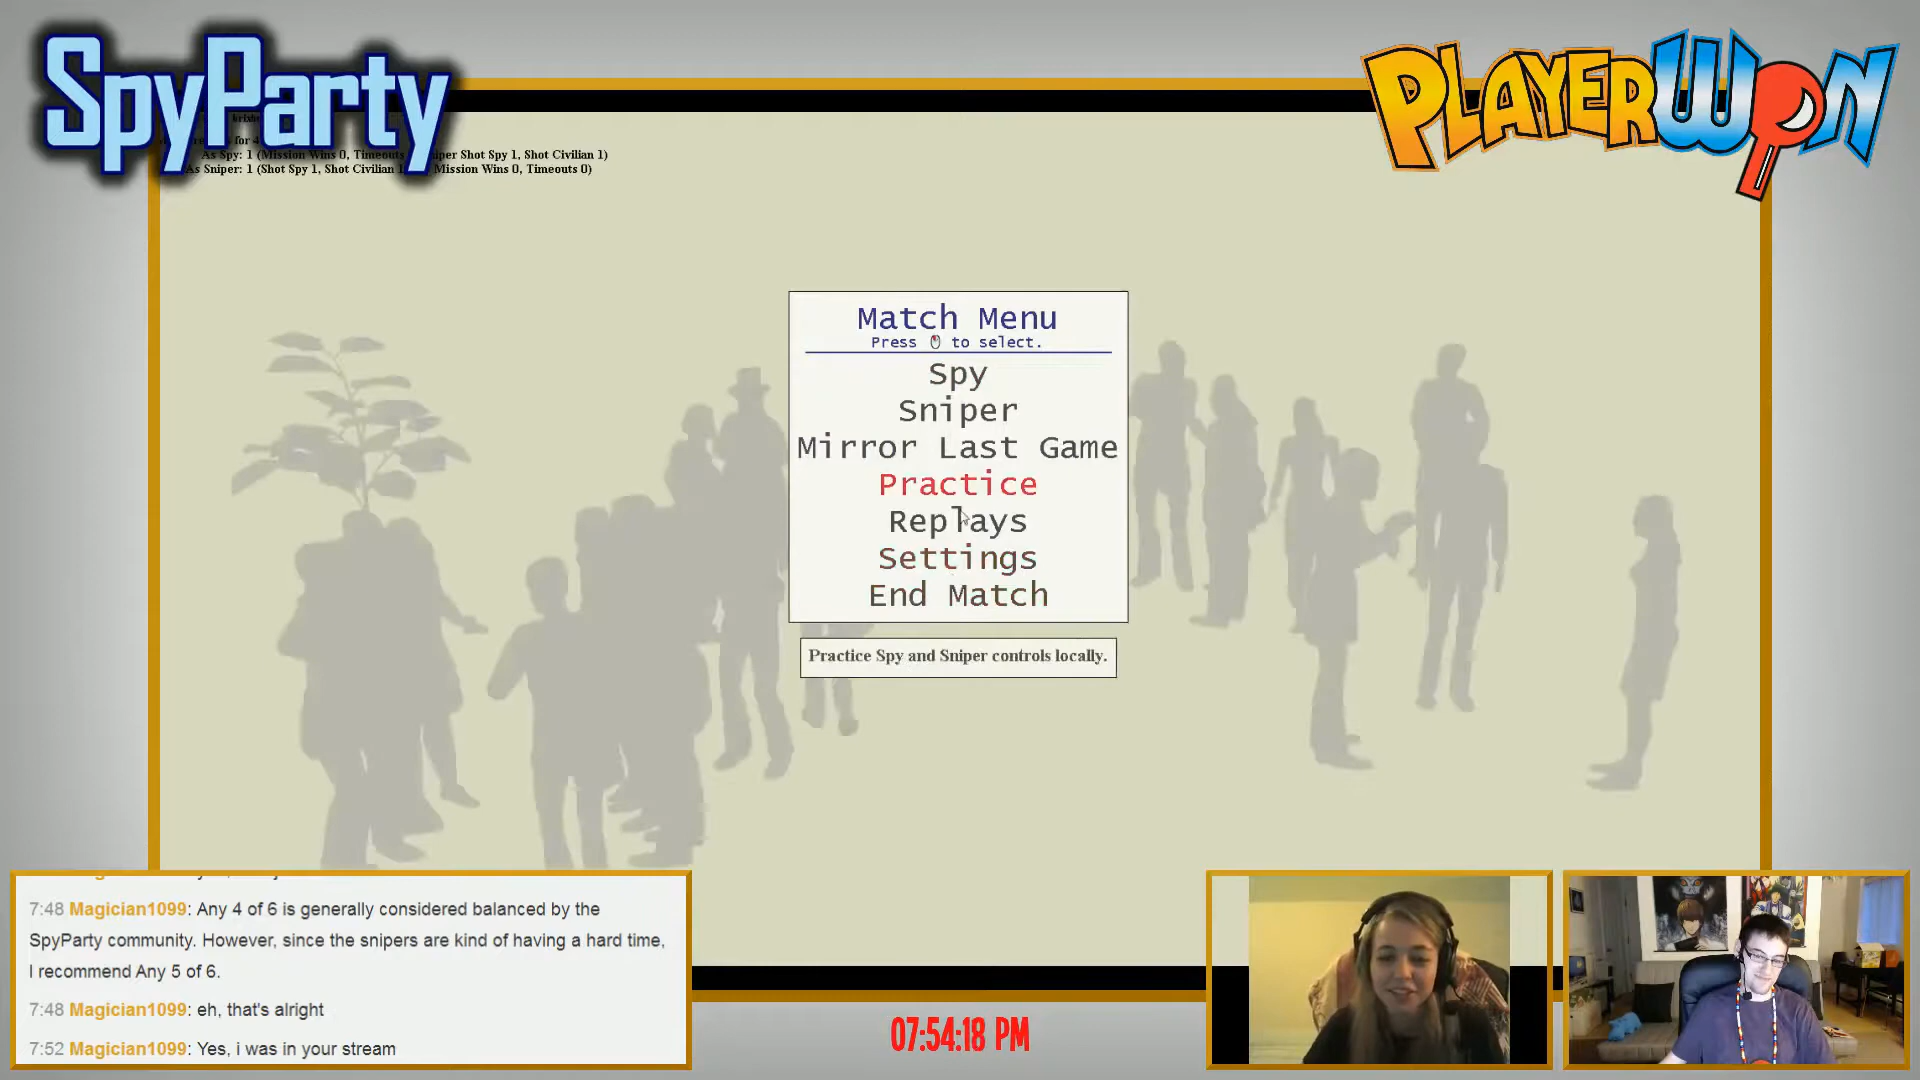 SpyParty
PLAYERWON
for 4
As Spy: 1 (Mission Wins 0, Timeouts Sniper Shot Spy 1, Shot Civilian 1)
As Sniper: 1 (Shot Spy 1, Shot Civilian 1 Mission Wins 0, Timeouts 0)
Match Menu
Press to select.
Spy
Sniper
Mirror Last Game
Practice
Replays
Settings
End Match
Practice Spy and Sniper controls locally.
7:48 Magician1099: Any 4 of 6 is generally considered balanced by the
SpyParty community. However, since the snipers are kind of having a hard time,
I recommend Any 5 of 6.
7:48 Magician1099: eh, that's alright
7:52 Magician1099: Yes, i was in your stream
07:54:18 PM